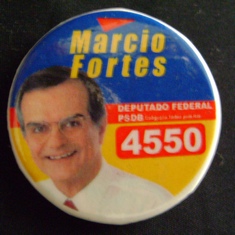 Marcio
Fortes
DEPUTADO FEDERAL
PSDB
4550